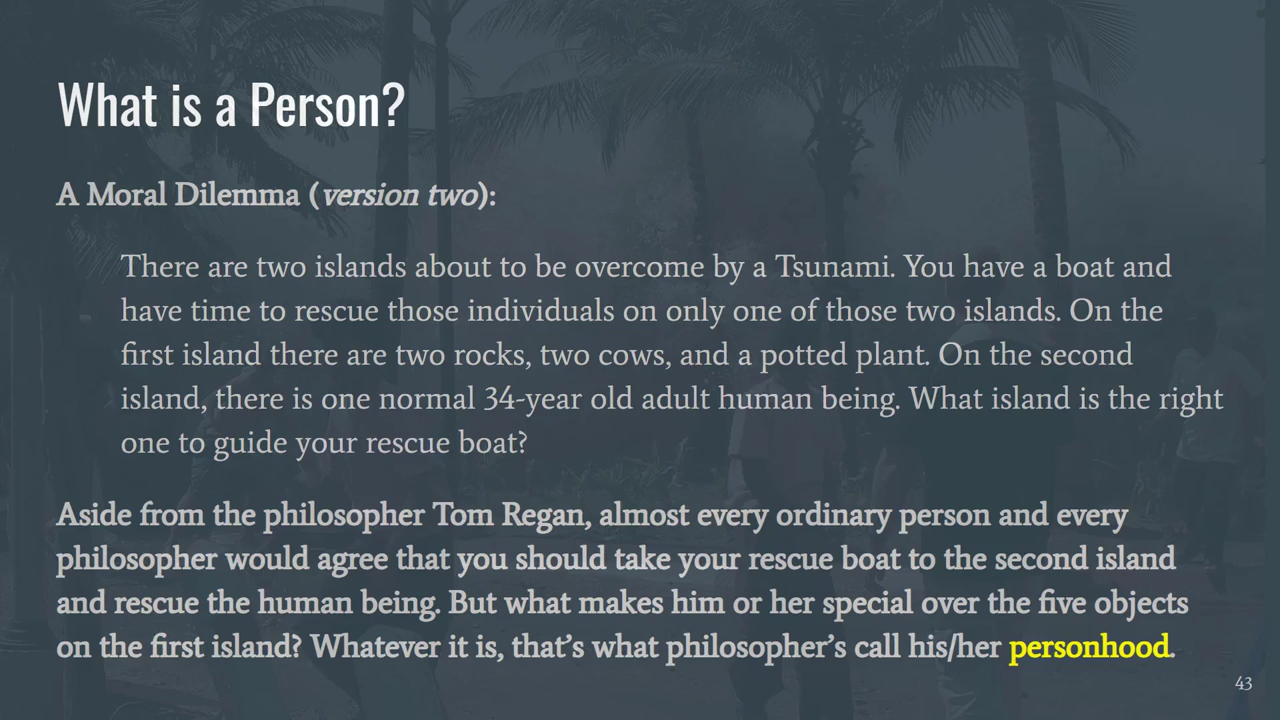 What is a Person?
A Moral Dilemma (version two):
There are two islands about to be overcome by a Tsunami. You have a boat and
have time to rescue those individuals on only one of those two islands. On the
first island there are two rocks, two cows, and a potted plant. On the second
island, there is one normal 34-year old adult human being. What island is the right
one to guide your rescue boat?
Aside from the philosopher Tom Regan, almost every ordinary person and every
philosopher would agree that you should take your rescue boat to the second island
and rescue the human being. But what makes him or her special over the five objects
on the first island? Whatever it is, that’s what philosopher’s call his/her personhood.
43